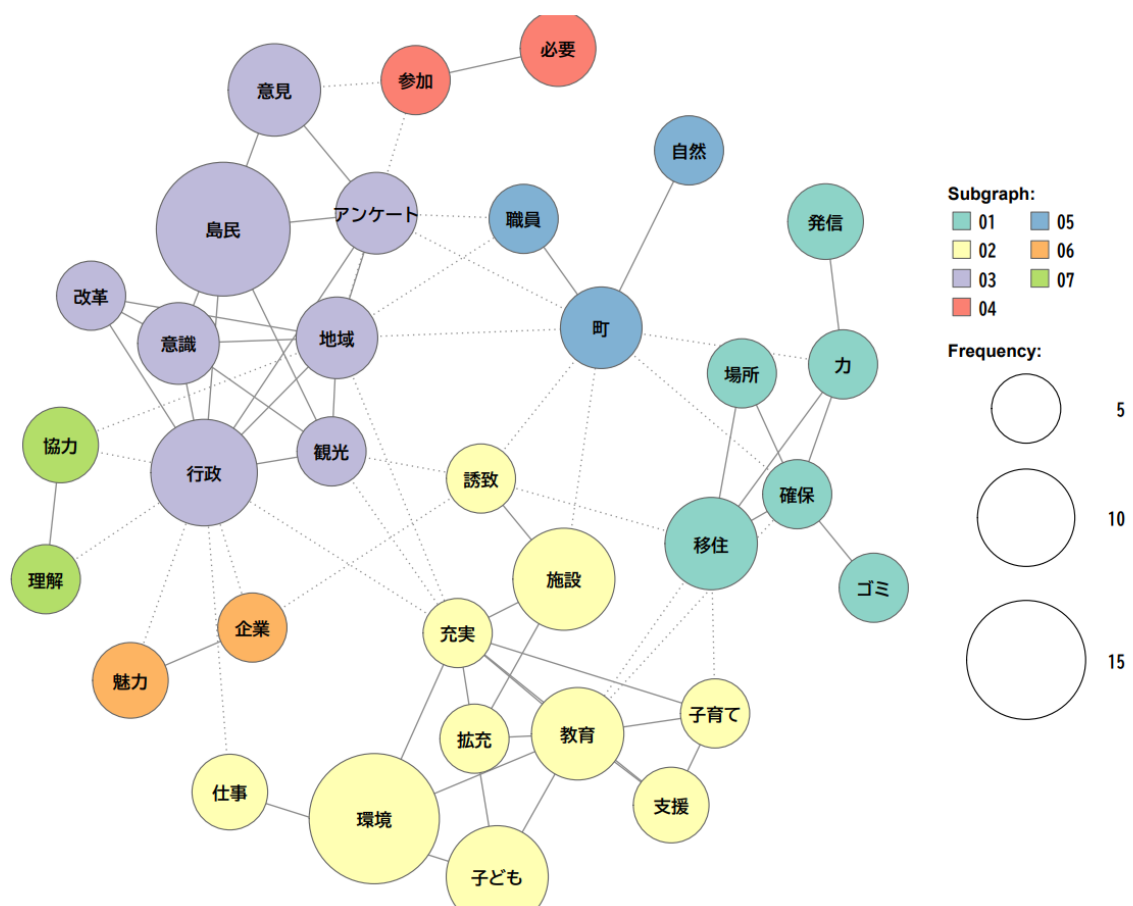 必要
参加
意見
自然
島民
アンケート
職員
発信
改革
意識
地域
町
場所
力
協力
行政
観光
誘致
確保
移住
理解
施設
ゴミ
企業
充実
魅力
拡充
教育
子育て
仕事
環境
支援
子ども
Subgraph:
01
05
02
06
03
07
04
Frequency:
5
10
15